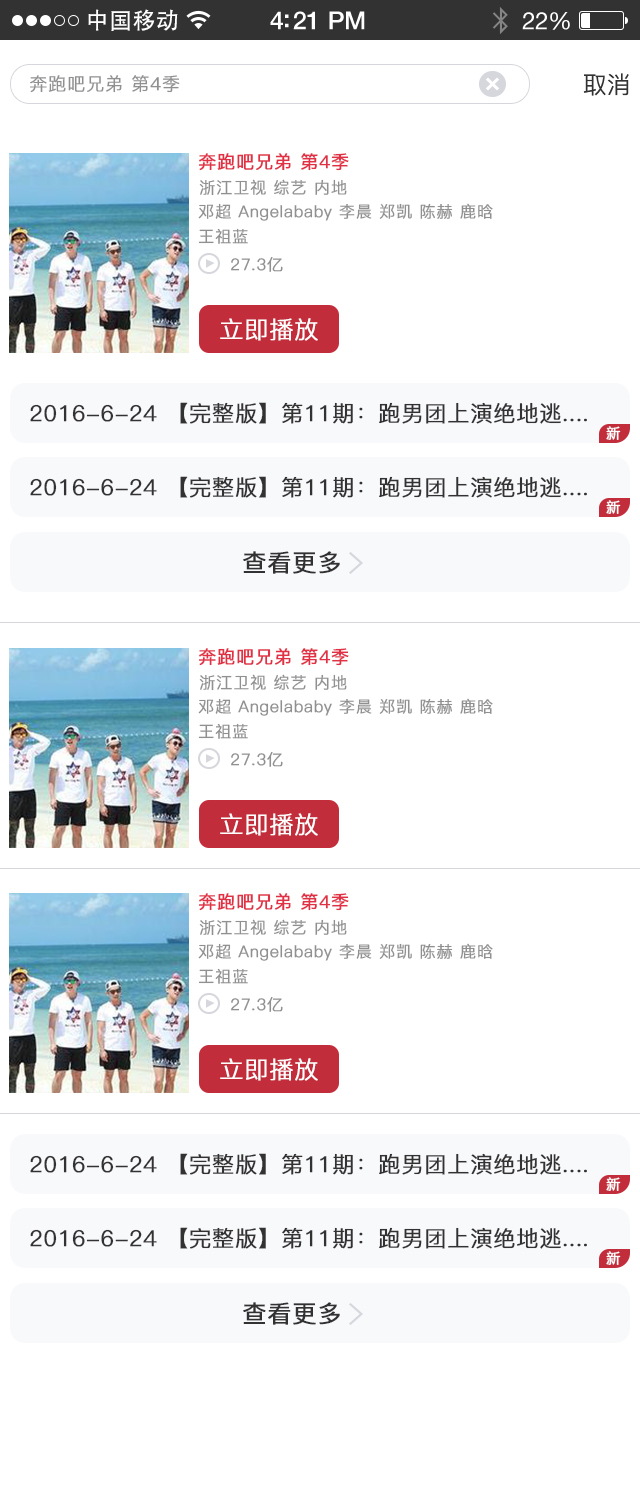 中国移动 4:21 PM 22%
奔跑吧兄弟 第4季 取消
奔跑吧兄弟 第4季
浙江卫视 综艺 内地
邓超 Angelababy 李晨 郑凯 陈赫 鹿晗
王祖蓝
27.3亿
立即播放
2016-6-24 【完整版】第11期：跑男团上演绝地逃....
新
2016-6-24 【完整版】第11期：跑男团上演绝地逃....
新
查看更多
奔跑吧兄弟 第4季
浙江卫视 综艺 内地
邓超 Angelababy 李晨 郑凯 陈赫 鹿晗
王祖蓝
27.3亿
立即播放
奔跑吧兄弟 第4季
浙江卫视 综艺 内地
邓超 Angelababy 李晨 郑凯 陈赫 鹿晗
王祖蓝
27.3亿
立即播放
2016-6-24 【完整版】第11期：跑男团上演绝地逃....
新
2016-6-24 【完整版】第11期：跑男团上演绝地逃....
新
查看更多